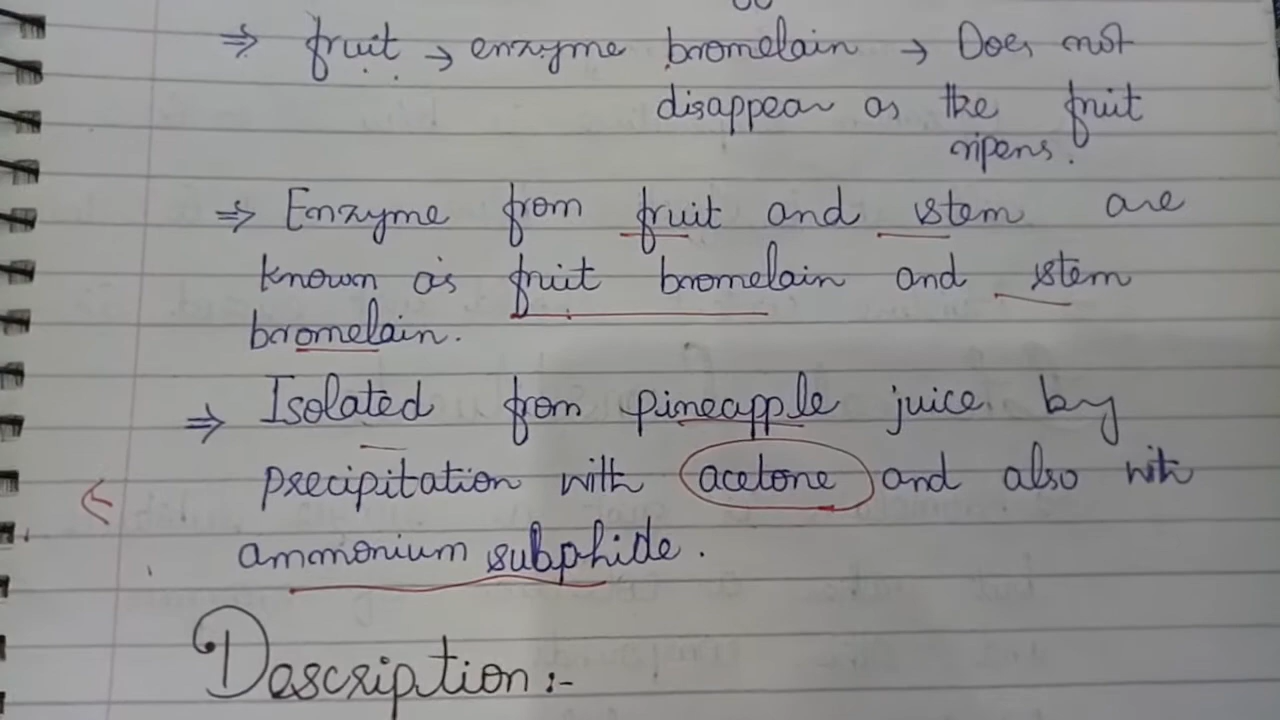 ⇒ fruit → enzyme bromelain → Does not
disappear as the fruit
ripens.
⇒ Enzyme from fruit and stem are
known as fruit bromelain and stem
bromelain.
⇒ Isolated from pineapple juice by
precipitation with acetone and also with
ammonium subphide.
Description :-